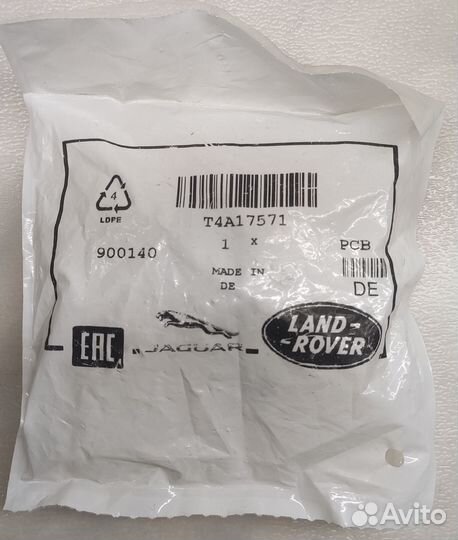 4
LDPE
T4A17571
900140
1 x
PCB
MADE IN
DE
DE
EAC
JAGUAR
LAND-
-ROVER
Avito